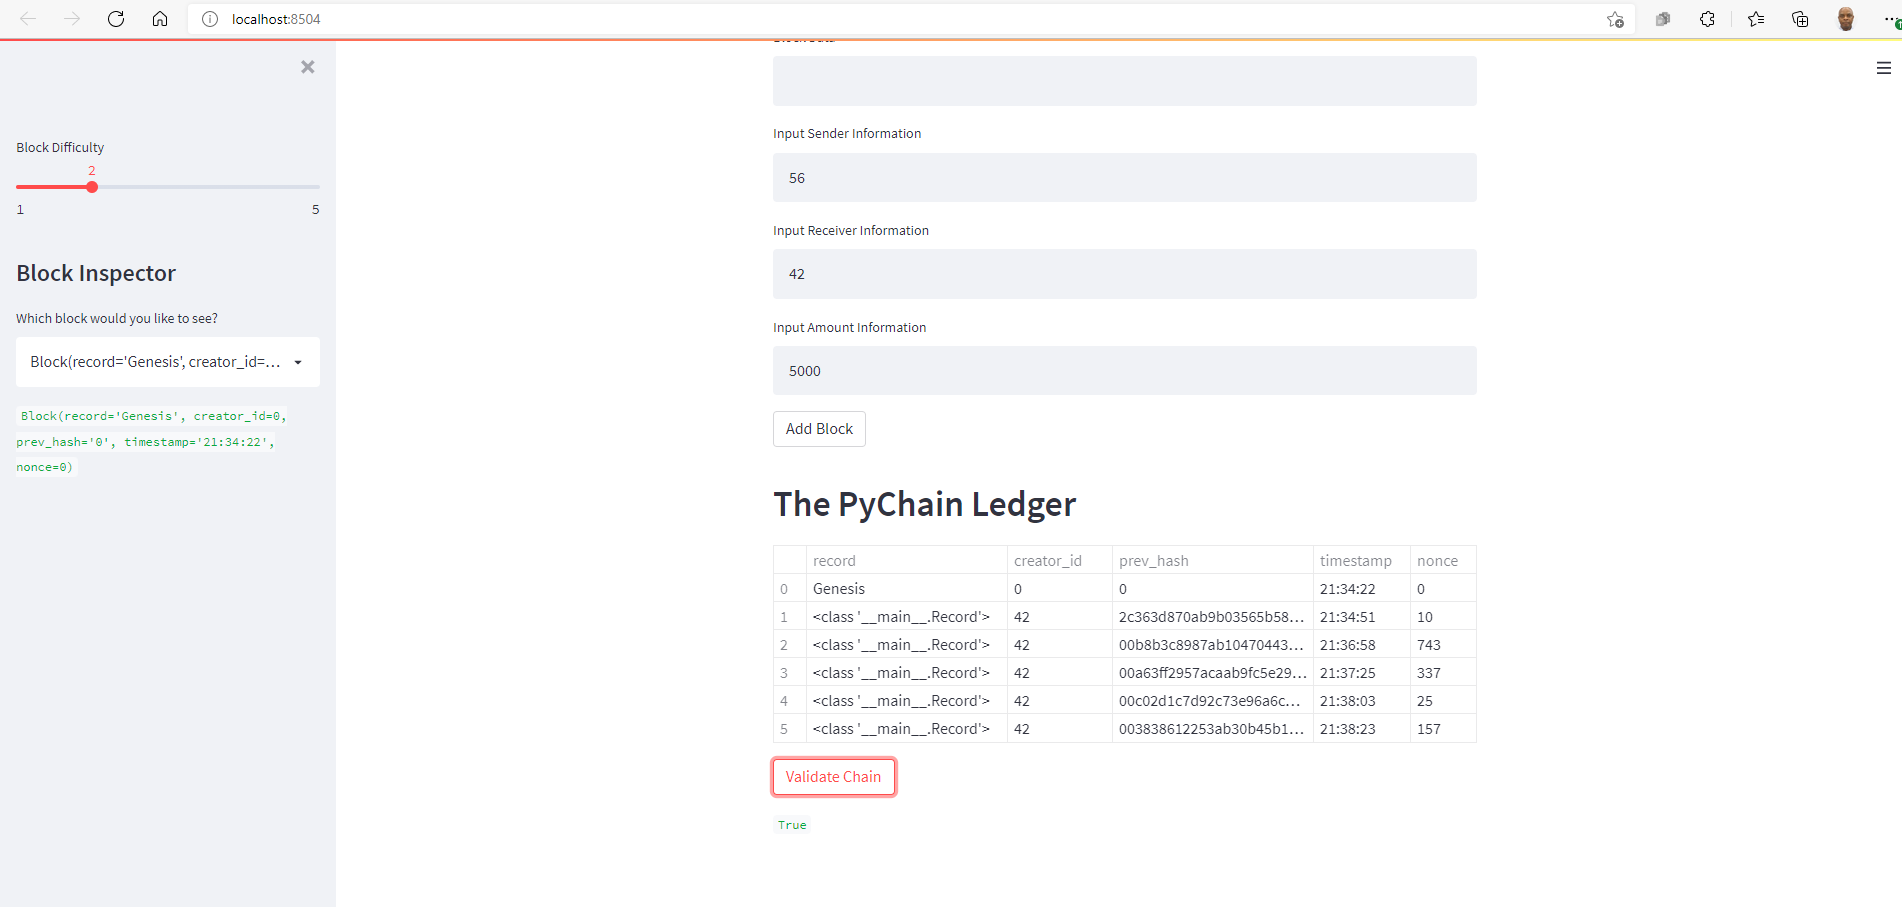 localhost:8504
Block Difficulty
2
1 5
Block Inspector
Which block would you like to see?
Block(record='Genesis', creator_id=...
Block(record='Genesis', creator_id=0,
prev_hash='0', timestamp='21:34:22',
nonce=0)
Input Sender Information
56
Input Receiver Information
42
Input Amount Information
5000
Add Block
The PyChain Ledger
record creator_id prev_hash timestamp nonce
0 Genesis 0 0 21:34:22 0
1 <class '__main__.Record'> 42 2c363d870ab9b03565b58... 21:34:51 10
2 <class '__main__.Record'> 42 00b8b3c8987ab10470443... 21:36:58 743
3 <class '__main__.Record'> 42 00a63ff2957acaab9fc5e29... 21:37:25 337
4 <class '__main__.Record'> 42 00c02d1c7d92c73e96a6c... 21:38:03 25
5 <class '__main__.Record'> 42 003838612253ab30b45b1... 21:38:23 157
Validate Chain
True